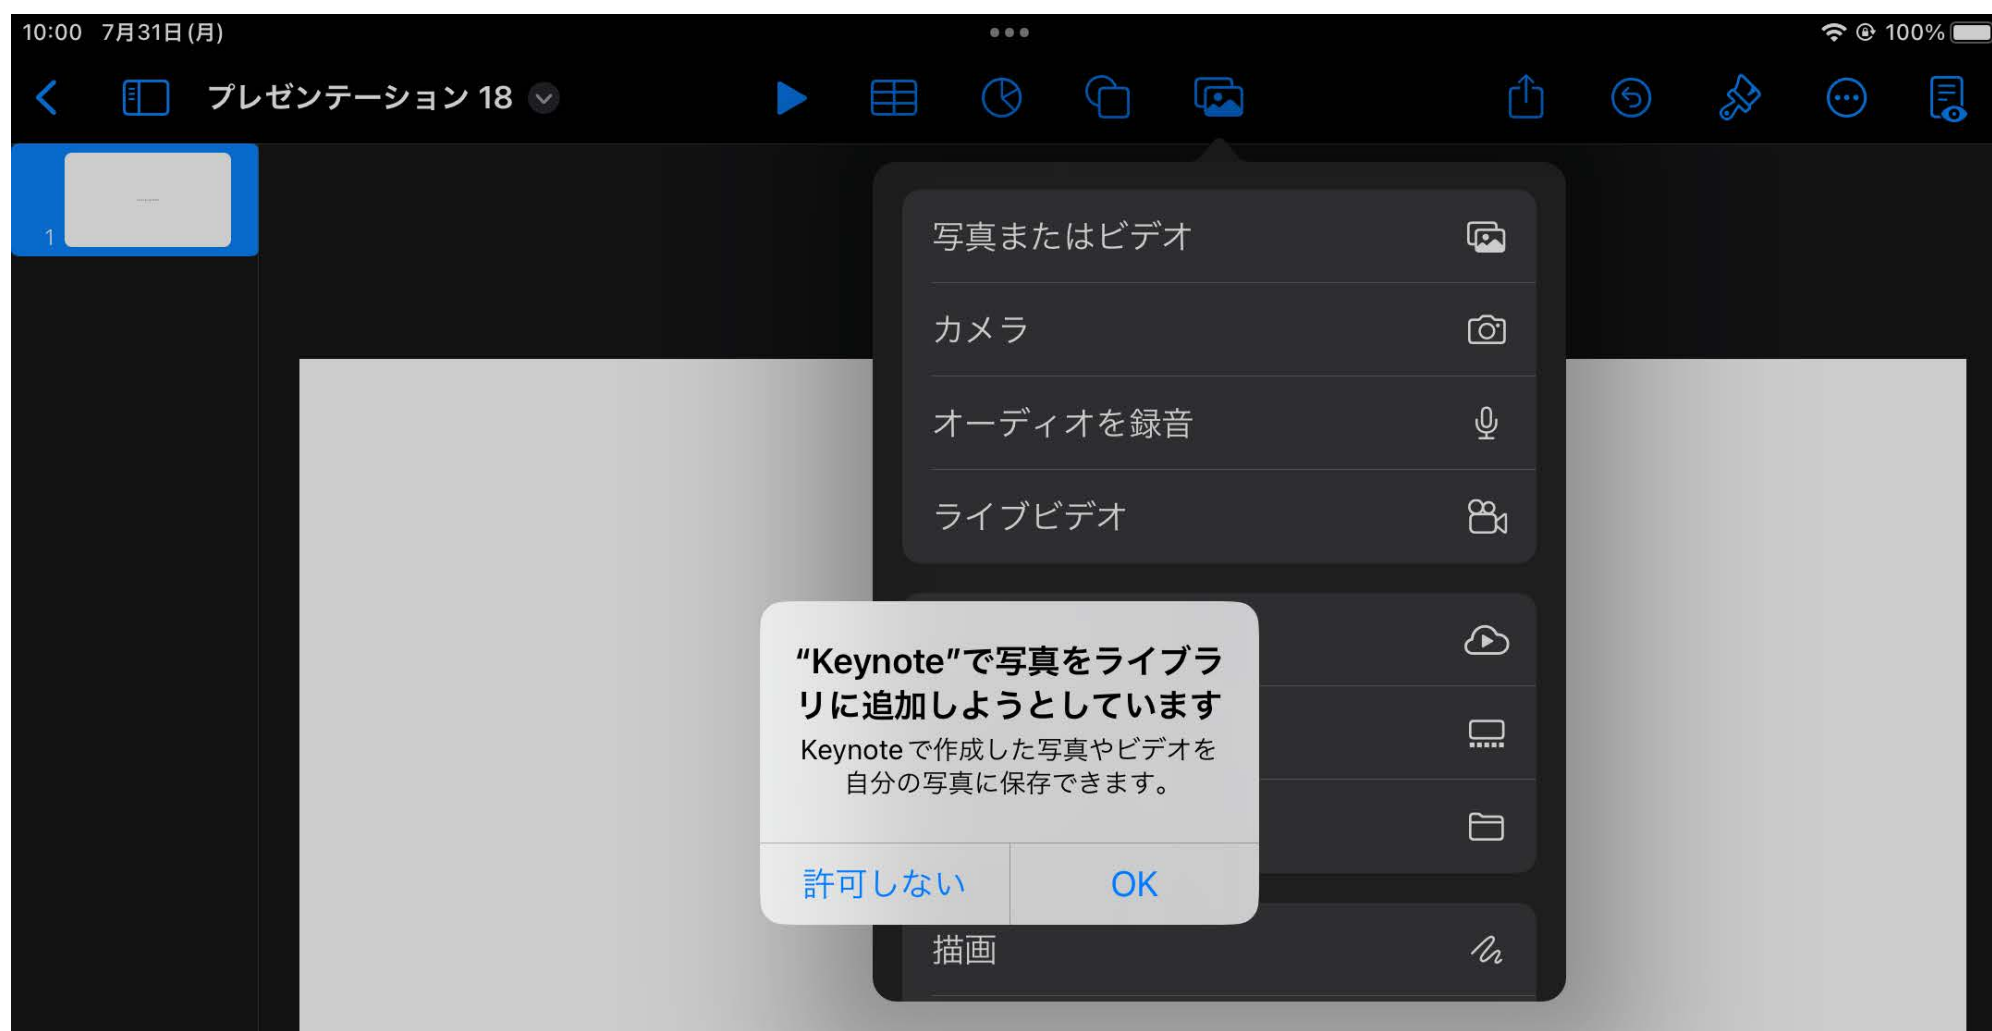 10:00 7月31日(月)
100%
プレゼンテーション 18
1
写真またはビデオ
カメラ
オーディオを録音
ライブビデオ
“Keynote”で写真をライブラ
リに追加しようとしています
Keynoteで作成した写真やビデオを
自分の写真に保存できます。
許可しない
OK
描画